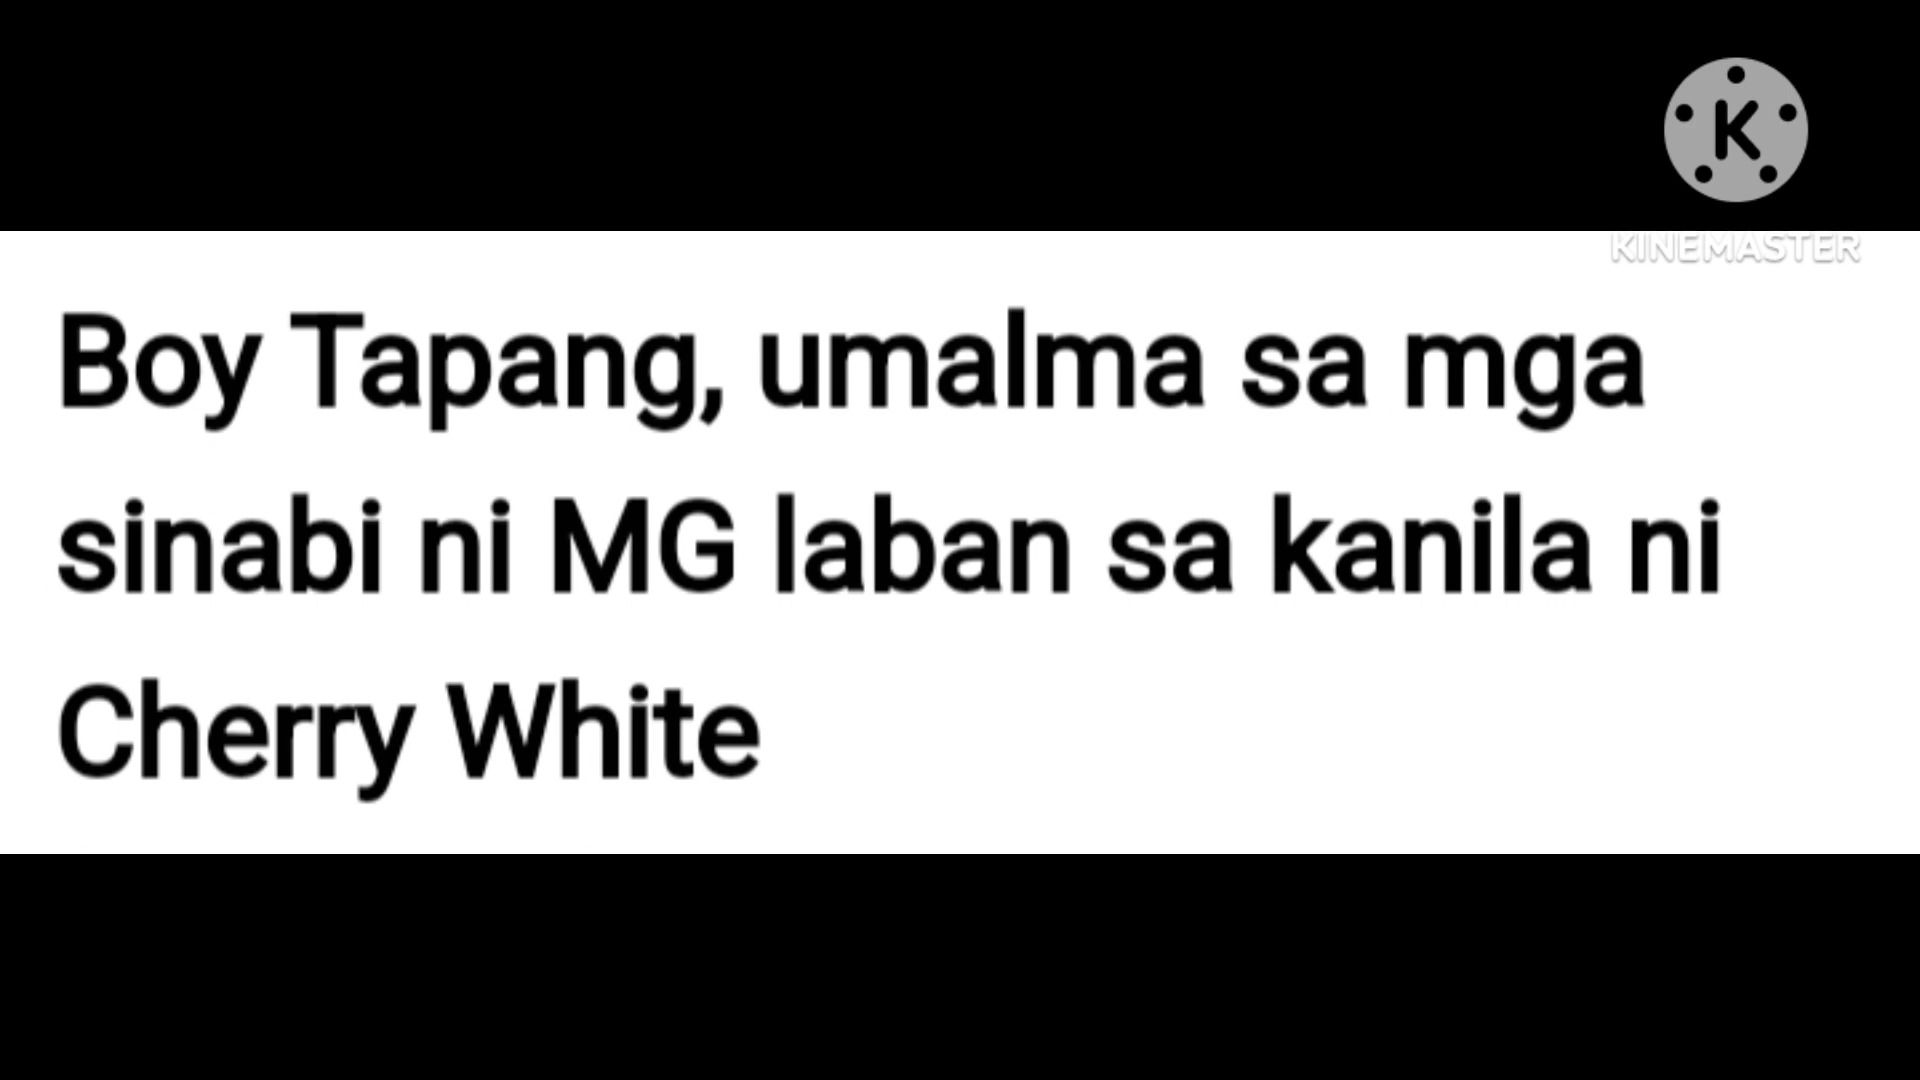 K
KINEMASTER
Boy Tapang, umalma sa mga
sinabi ni MG laban sa kanila ni
Cherry White